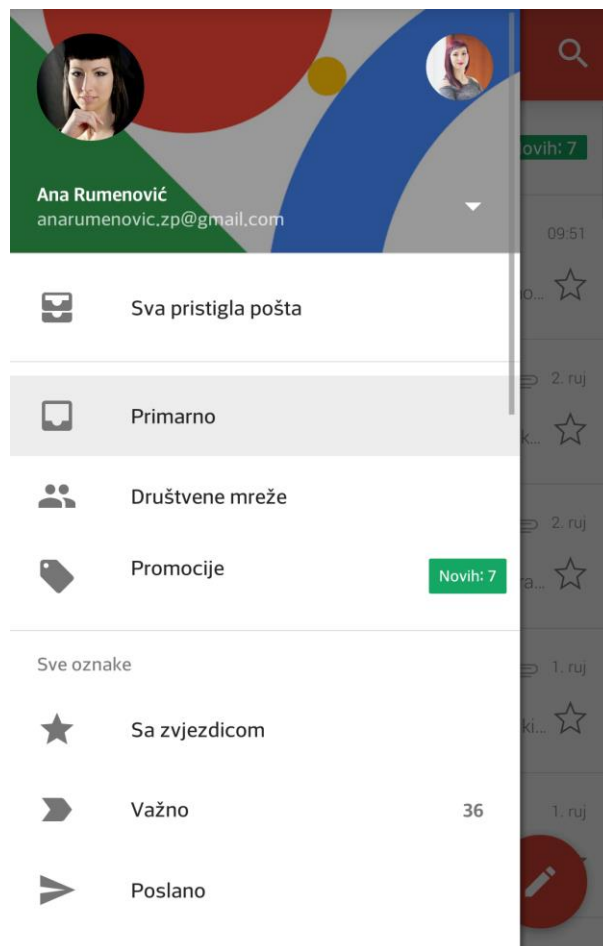 Ana Rumenović
anarumenovic.zp@gmail.com
ovih: 7
09:51
Sva pristigla pošta
2. ruj
Primarno
Društvene mreže
2. ruj
Promocije
Novih: 7
Sve oznake
1. ruj
Sa zvjezdicom
Važno
36
1. ruj
Poslano